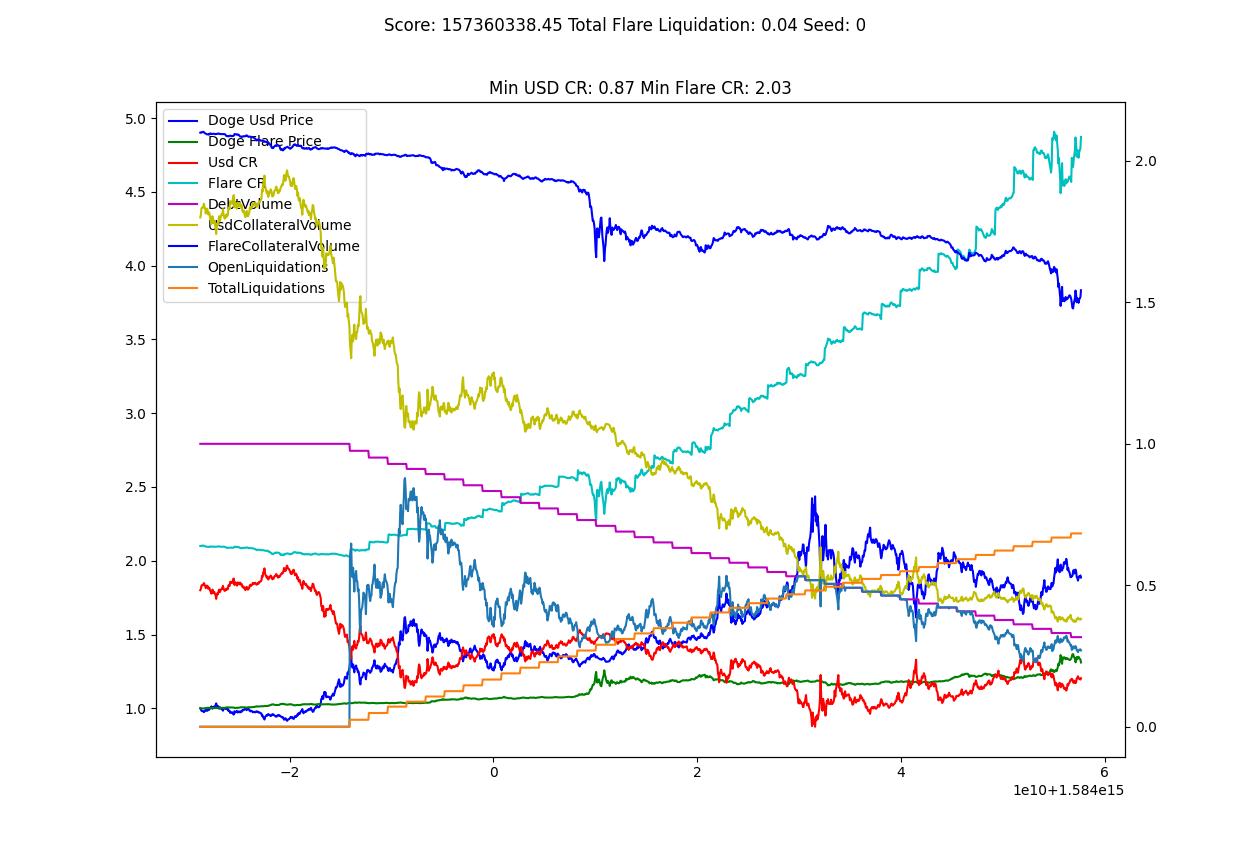 Score: 157360338.45 Total Flare Liquidation: 0.04 Seed: 0
Min USD CR: 0.87 Min Flare CR: 2.03
Doge Usd Price
Doge Flare Price
Usd CR
Flare CR
DebtVolume
UsdCollateralVolume
FlareCollateralVolume
OpenLiquidations
TotalLiquidations
5.0
4.5
4.0
3.5
3.0
2.5
2.0
1.5
1.0
2.0
1.5
1.0
0.5
0.0
−2 0 2 4 6
1e10+1.584e15